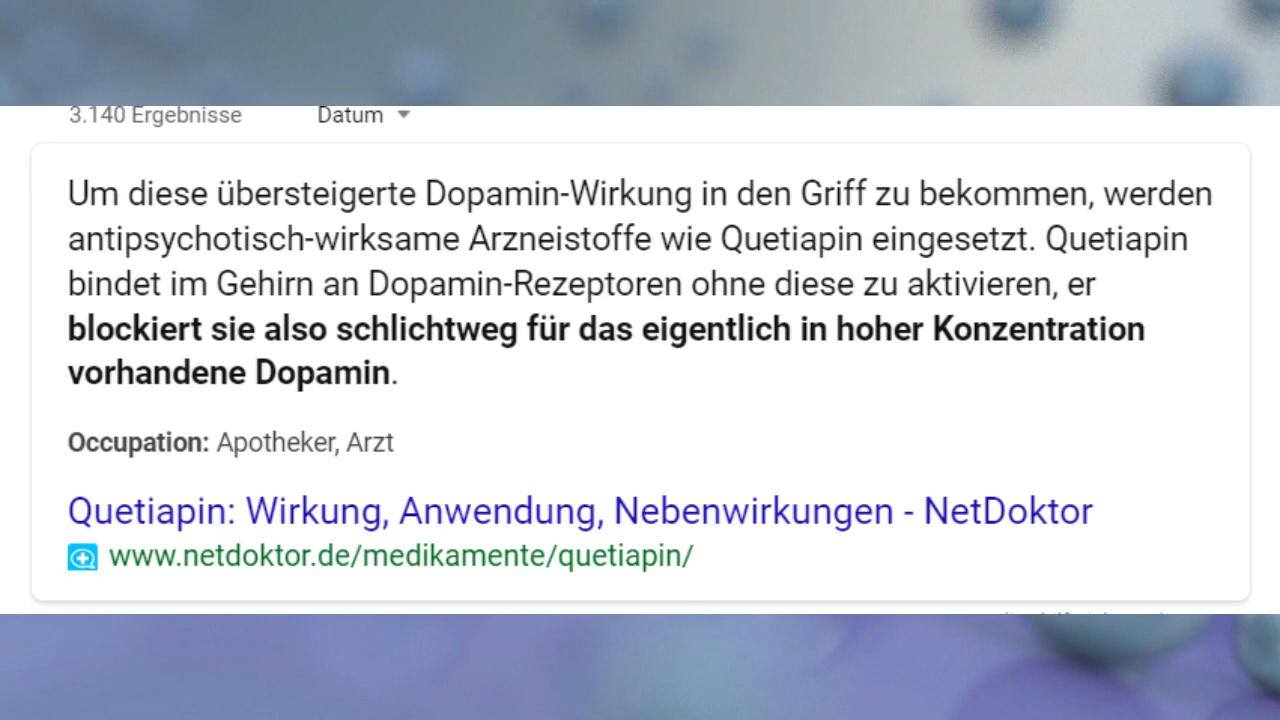 3.140 Ergebnisse Datum
Um diese übersteigerte Dopamin-Wirkung in den Griff zu bekommen, werden
antipsychotisch-wirksame Arzneistoffe wie Quetiapin eingesetzt. Quetiapin
bindet im Gehirn an Dopamin-Rezeptoren ohne diese zu aktivieren, er
blockiert sie also schlichtweg für das eigentlich in hoher Konzentration
vorhandene Dopamin.
Occupation: Apotheker, Arzt
Quetiapin: Wirkung, Anwendung, Nebenwirkungen - NetDoktor
www.netdoktor.de/medikamente/quetiapin/